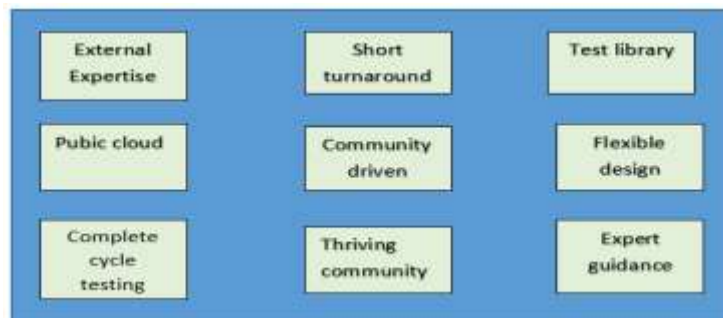 External
Expertise
Short
turnaround
Test library
Pubic cloud
Community
driven
Flexible
design
Complete
cycle
testing
Thriving
community
Expert
guidance